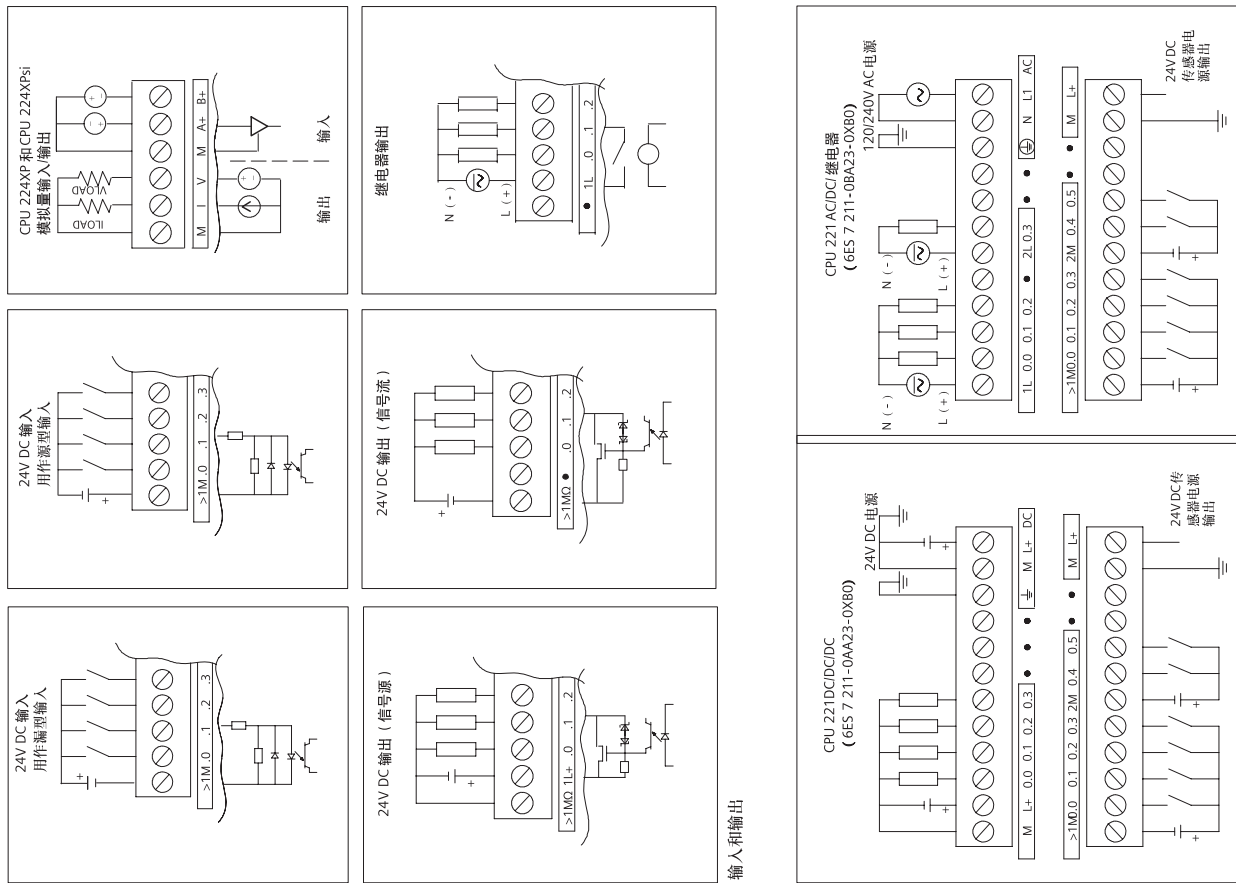 输入和输出
24V DC 输入
用作漏型输入
>1M .0 .1 .2 .3
+
24V DC 输入
用作源型输入
>1M .0 .1 .2 .3
+
CPU 224XP 和 CPU 224XPsi
模拟量输入/输出
ILOAD
VLOAD
M I V M A+ B+
输出 输入
24V DC 输出（信号源）
+
>1MΩ 1L+ .0 .1 .2
24V DC 输出（信号流）
+
>1MΩ ● .0 .1 .2
继电器输出
N (-)
L (+)
● 1L .0 .1 .2
CPU 221DC/DC/DC
(6ES 7 211-0AA23-0XB0)
24V DC 电源
+ +
M L+ 0.0 0.1 0.2 0.3 ● ● ● ⏚ M L+ DC
>1M0.0 0.1 0.2 0.3 2M 0.4 0.5 ● ● M L+
+ +
24V DC传
感器电源
输出
CPU 221 AC/DC/继电器
(6ES 7 211-0BA23-0XB0)
120/240V AC 电源
N (-) N (-)
L (+) L (+)
1L 0.0 0.1 0.2 ● 2L 0.3 ● ● ⏚ N L1 AC
>1M0.0 0.1 0.2 0.3 2M 0.4 0.5 ● ● M L+
+ +
24V DC
传感器电
源输出